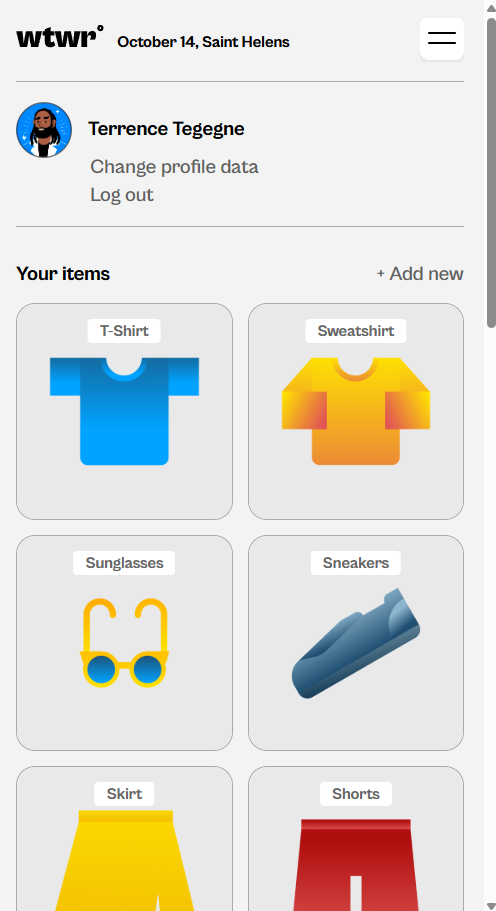 wtwr° October 14, Saint Helens
Terrence Tegegne
Change profile data
Log out
Your items + Add new
T-Shirt Sweatshirt
Sunglasses Sneakers
Skirt Shorts